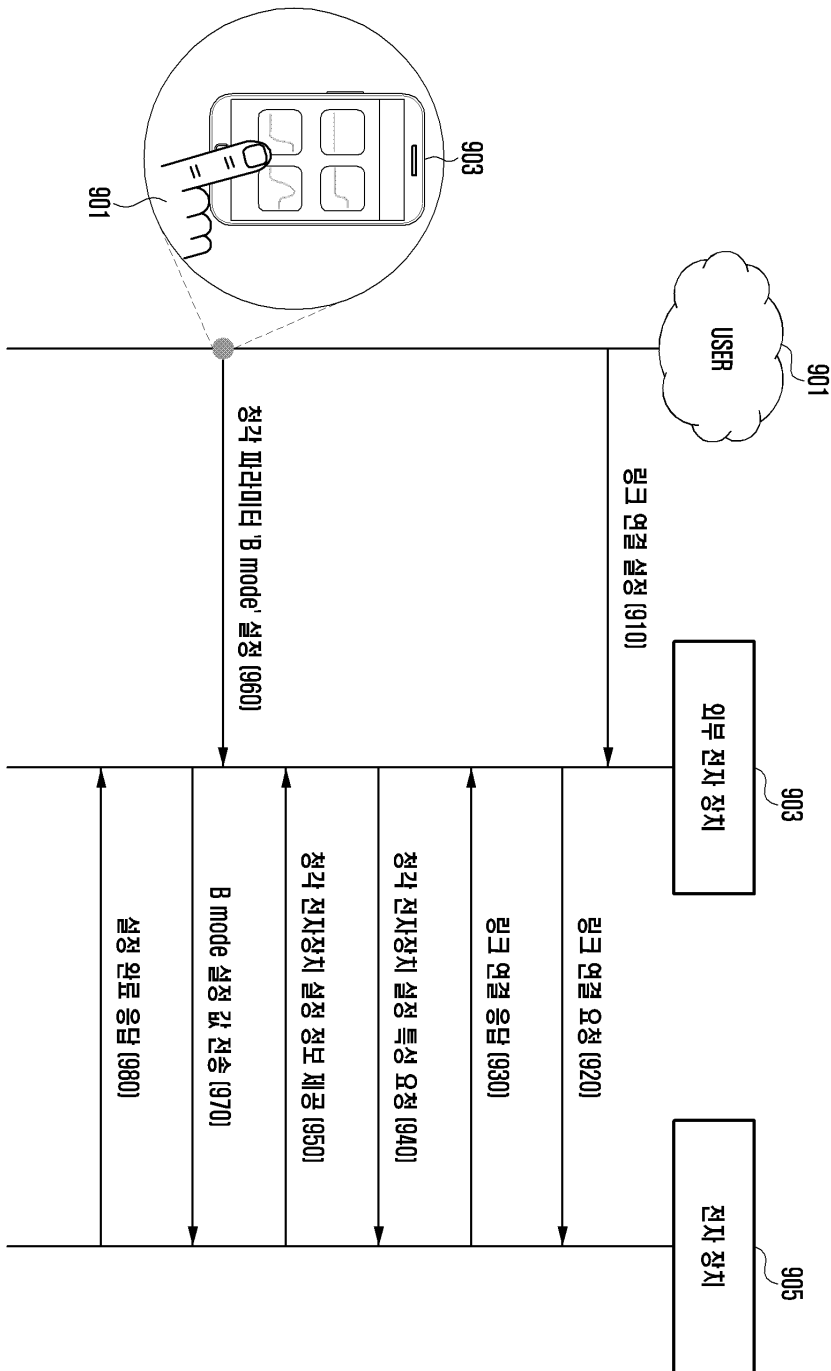 901
USER
903
외부 전자 장치
905
전자 장치
링크 연결 설정 (910)
링크 연결 요청 (920)
링크 연결 응답 (930)
청각 전자장치 설정 특성 요청 (940)
청각 전자장치 설정 정보 제공 (950)
903
901
청각 파라미터 'B mode' 설정 (960)
B mode 설정 값 전송 (970)
설정 완료 응답 (980)